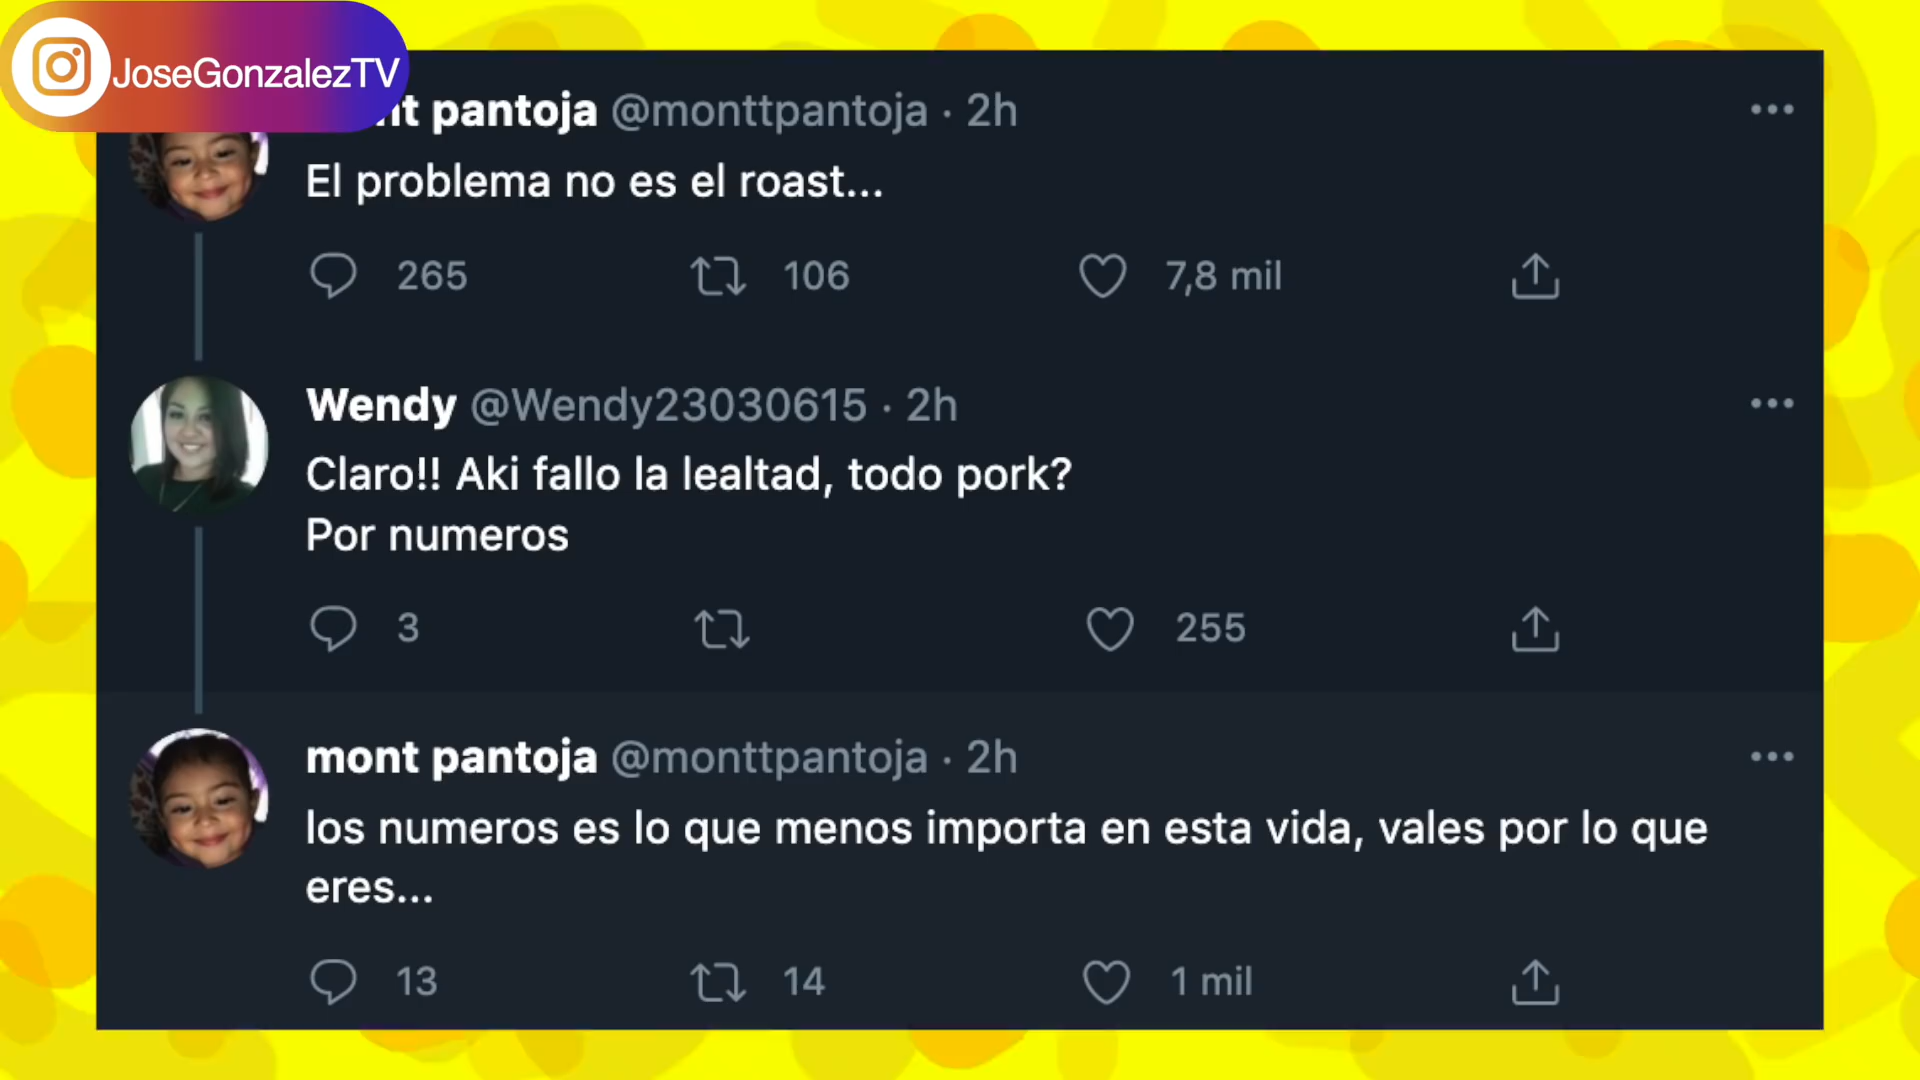 JoseGonzalezTV
nt pantoja @monttpantoja · 2h
El problema no es el roast...
265 106 7,8 mil
Wendy @Wendy23030615 · 2h
Claro!! Aki fallo la lealtad, todo pork?
Por numeros
3 255
mont pantoja @monttpantoja · 2h
los numeros es lo que menos importa en esta vida, vales por lo que
eres...
13 14 1 mil